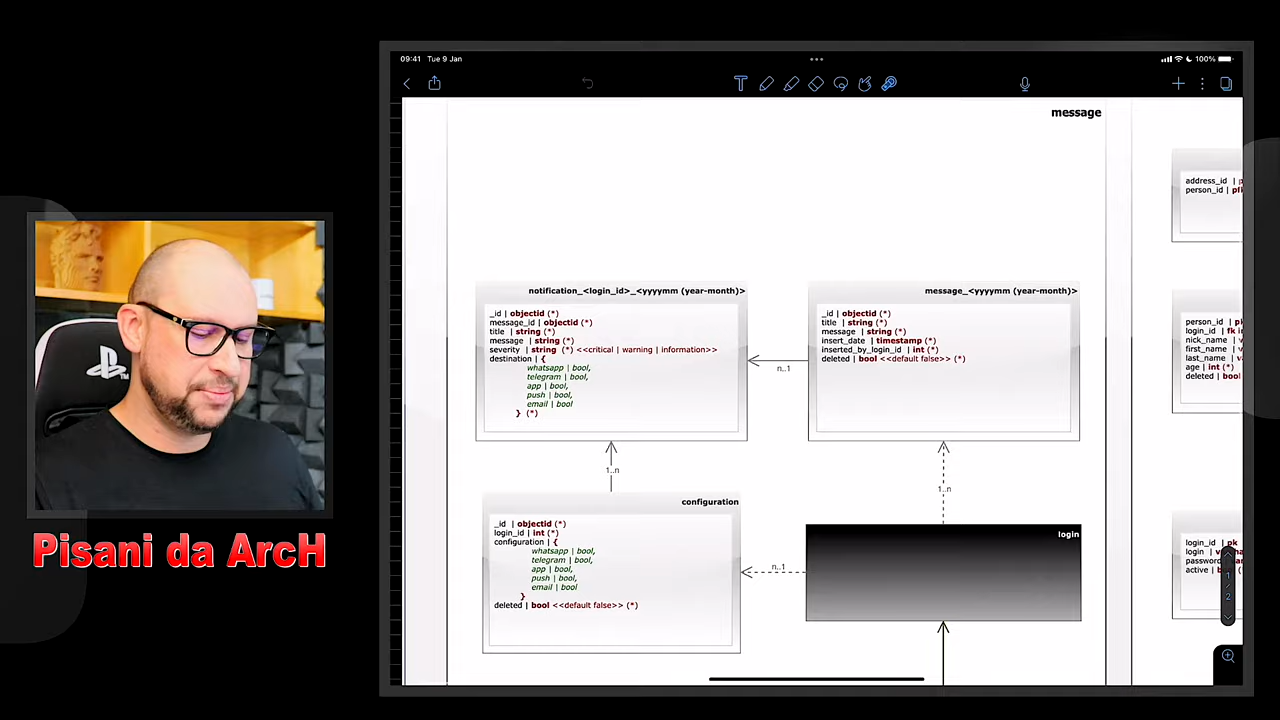 09:41 Tue 9 Jan
100%
message
notification_<login_id>_<yyyymm (year-month)>
_id | objectid (*)
message_id | objectid (*)
title | string (*)
message | string (*)
severity | string (*) <<critical | warning | information>>
destination | {
whatsapp | bool,
telegram | bool,
app | bool,
push | bool,
email | bool
} (*)
message_<yyyymm (year-month)>
_id | objectid (*)
title | string (*)
message | string (*)
insert_date | timestamp (*)
inserted_by_login_id | int (*)
deleted | bool <<default false>> (*)
n..1
1..n
1..n
configuration
_id | objectid (*)
login_id | int (*)
configuration | {
whatsapp | bool,
telegram | bool,
app | bool,
push | bool,
email | bool
}
deleted | bool <<default false>> (*)
n..1
login
address_id |
person_id |
person_id |
login_id |
nick_name |
first_name |
last_name |
age | int (*)
deleted | bool
login_id | pk
login |
password
active |
1
/
2
Pisani da ArcH